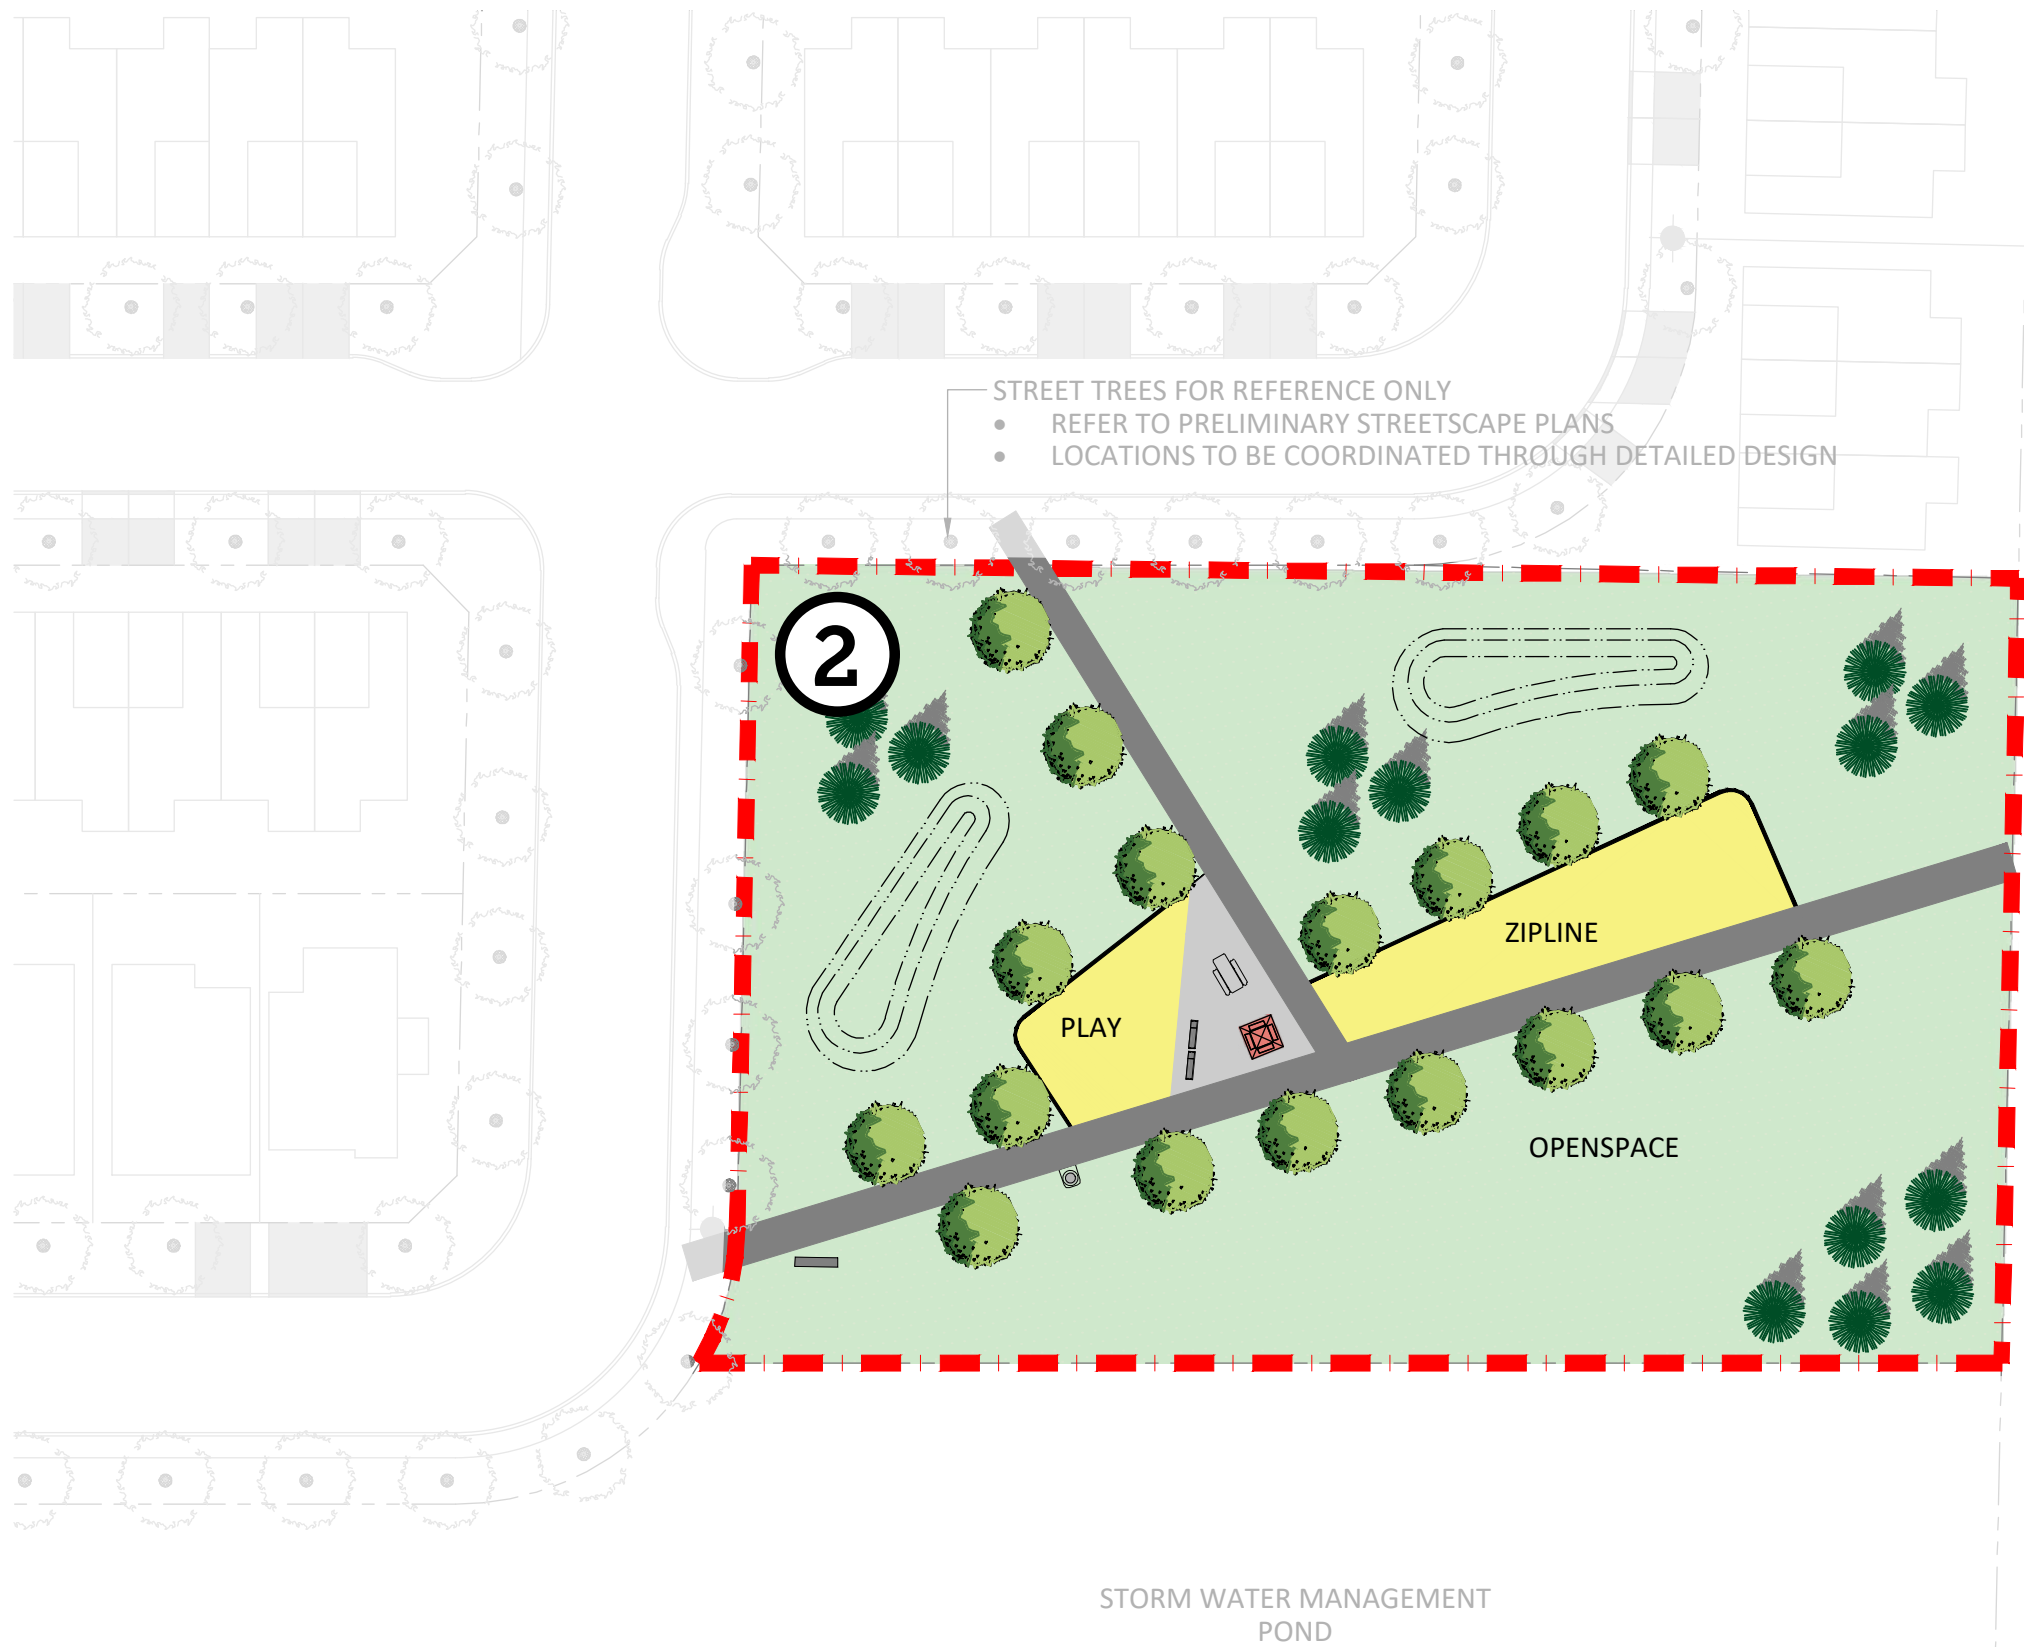 STREET TREES FOR REFERENCE ONLY
• REFER TO PRELIMINARY STREETSCAPE PLANS
• LOCATIONS TO BE COORDINATED THROUGH DETAILED DESIGN
2
ZIPLINE
PLAY
OPENSPACE
STORM WATER MANAGEMENT
POND